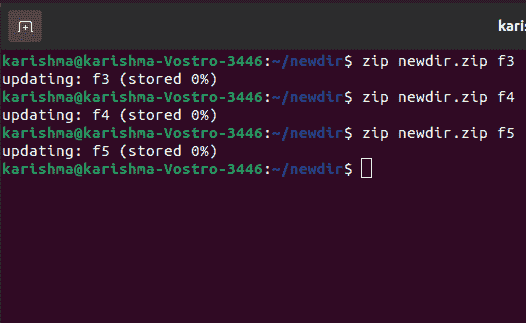 kari
karishma@karishma-Vostro-3446:~/newdir$ zip newdir.zip f3
updating: f3 (stored 0%)
karishma@karishma-Vostro-3446:~/newdir$ zip newdir.zip f4
updating: f4 (stored 0%)
karishma@karishma-Vostro-3446:~/newdir$ zip newdir.zip f5
updating: f5 (stored 0%)
karishma@karishma-Vostro-3446:~/newdir$